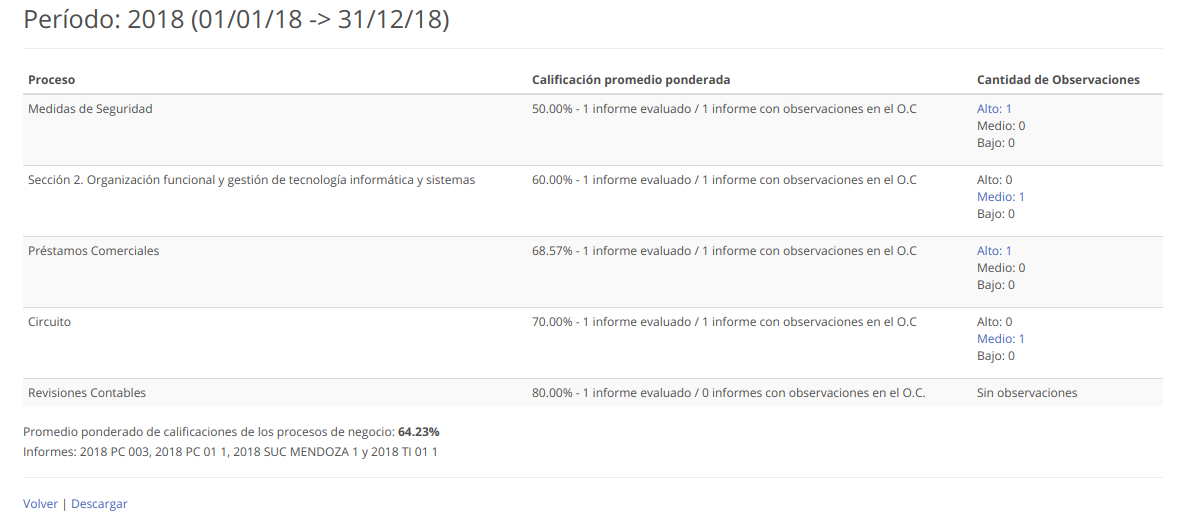 Período: 2018 (01/01/18 -> 31/12/18)
Proceso Calificación promedio ponderada Cantidad de Observaciones
Medidas de Seguridad 50.00% - 1 informe evaluado / 1 informe con observaciones en el O.C Alto: 1
Medio: 0
Bajo: 0
Sección 2. Organización funcional y gestión de tecnología informática y sistemas 60.00% - 1 informe evaluado / 1 informe con observaciones en el O.C Alto: 0
Medio: 1
Bajo: 0
Préstamos Comerciales 68.57% - 1 informe evaluado / 1 informe con observaciones en el O.C Alto: 1
Medio: 0
Bajo: 0
Circuito 70.00% - 1 informe evaluado / 1 informe con observaciones en el O.C Alto: 0
Medio: 1
Bajo: 0
Revisiones Contables 80.00% - 1 informe evaluado / 0 informes con observaciones en el O.C. Sin observaciones
Promedio ponderado de calificaciones de los procesos de negocio: 64.23%
Informes: 2018 PC 003, 2018 PC 01 1, 2018 SUC MENDOZA 1 y 2018 TI 01 1
Volver | Descargar